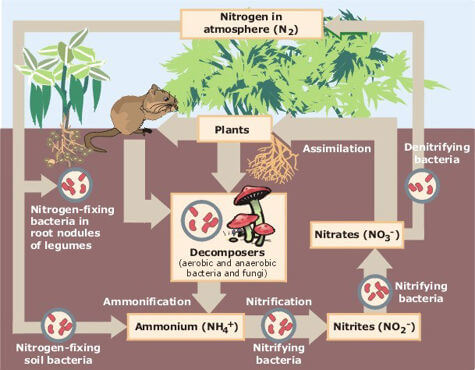 Nitrogen in
atmosphere (N₂)
Plants
Assimilation
Denitrifying
bacteria
Nitrogen-fixing
bacteria in
root nodules
of legumes
Decomposers
(aerobic and anaerobic
bacteria and fungi)
Nitrates (NO₃⁻)
Ammonification
Nitrification
Nitrifying
bacteria
Ammonium (NH₄⁺)
Nitrites (NO₂⁻)
Nitrogen-fixing
soil bacteria
Nitrifying
bacteria